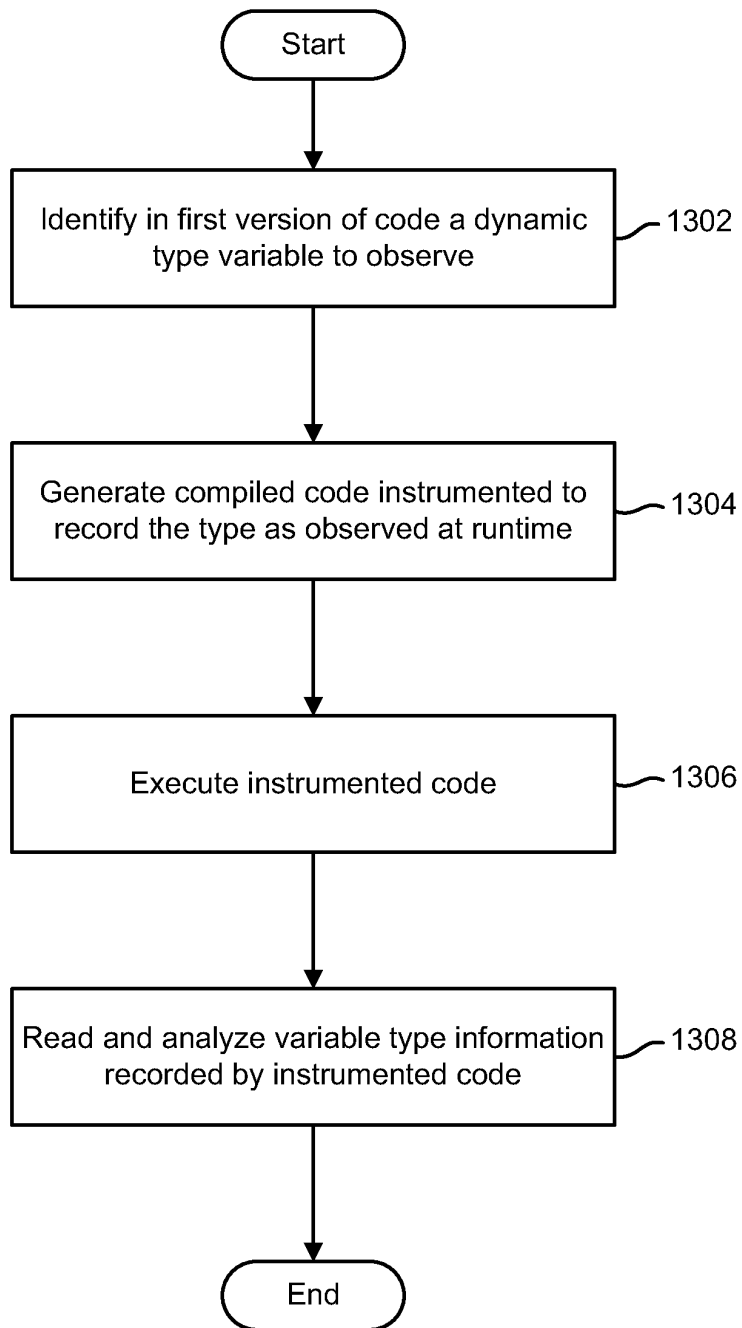 Start
Identify in first version of code a dynamic
type variable to observe
1302
Generate compiled code instrumented to
record the type as observed at runtime
1304
Execute instrumented code
1306
Read and analyze variable type information
recorded by instrumented code
1308
End